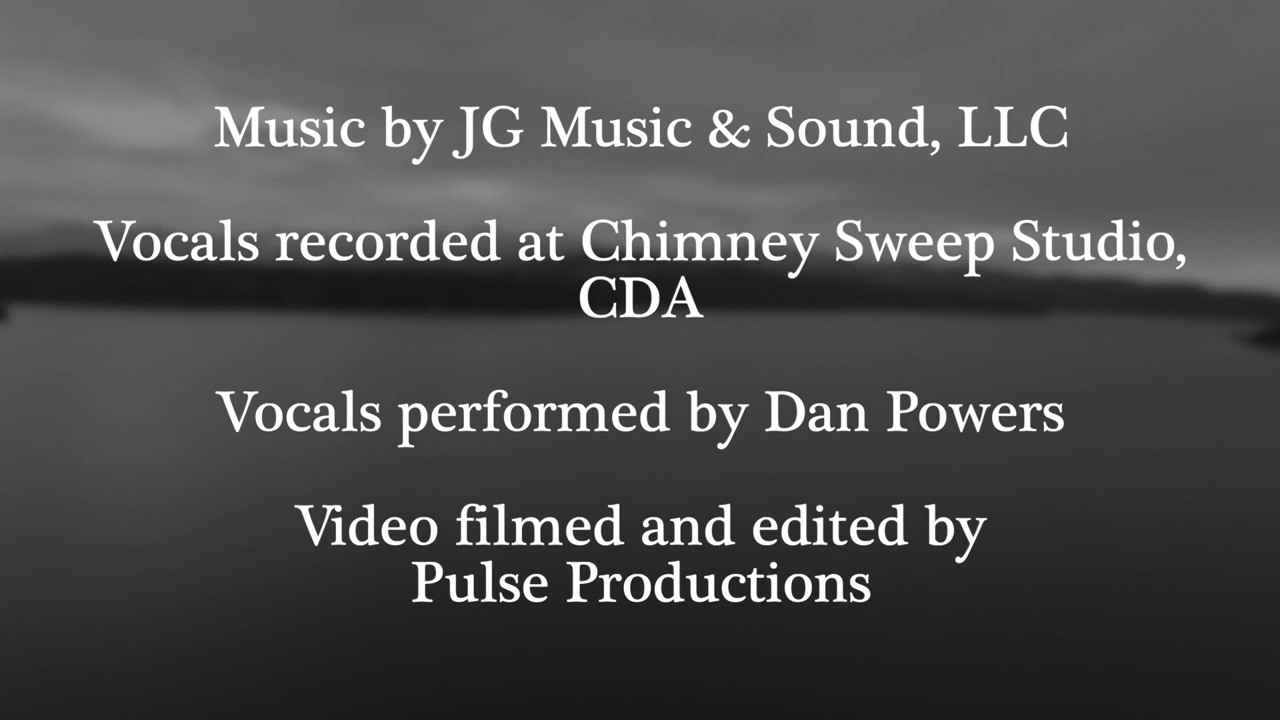 Music by JG Music & Sound, LLC
Vocals recorded at Chimney Sweep Studio,
CDA
Vocals performed by Dan Powers
Video filmed and edited by
Pulse Productions